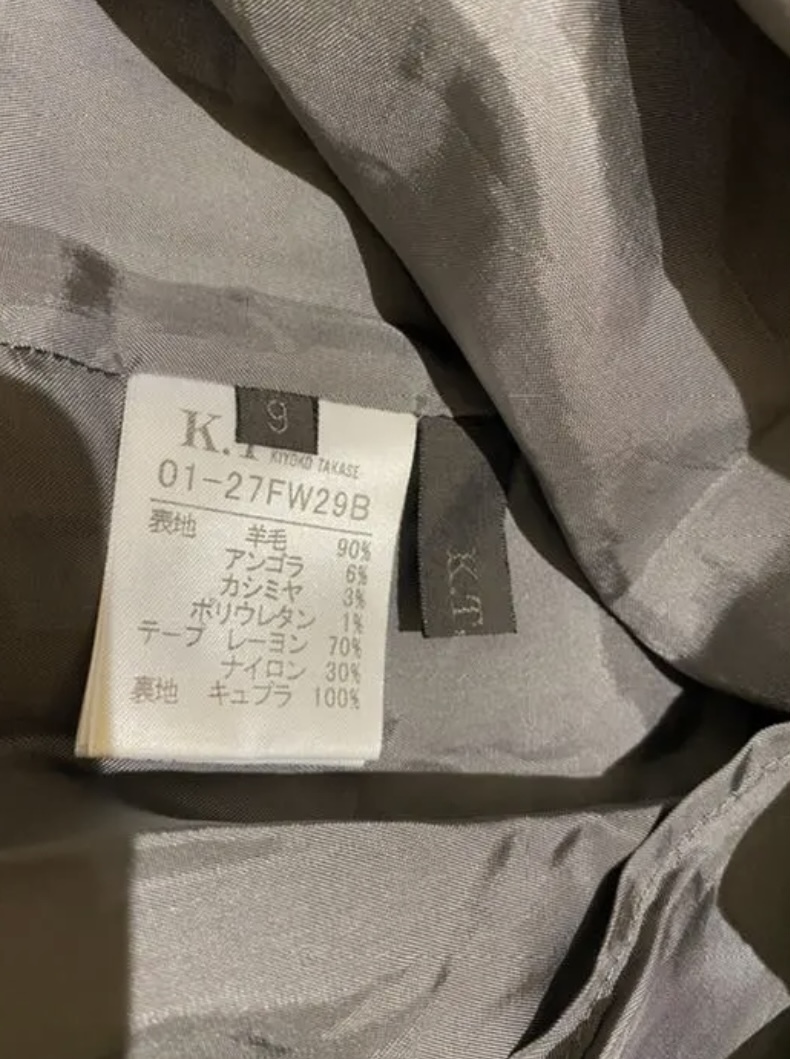 9
K.T
KIYOKO TAKASE
01-27FW29B
表地 羊毛 90%
アンゴラ 6%
カシミヤ 3%
ポリウレタン 1%
テープ レーヨン 70%
ナイロン 30%
裏地 キュプラ 100%
K.T.